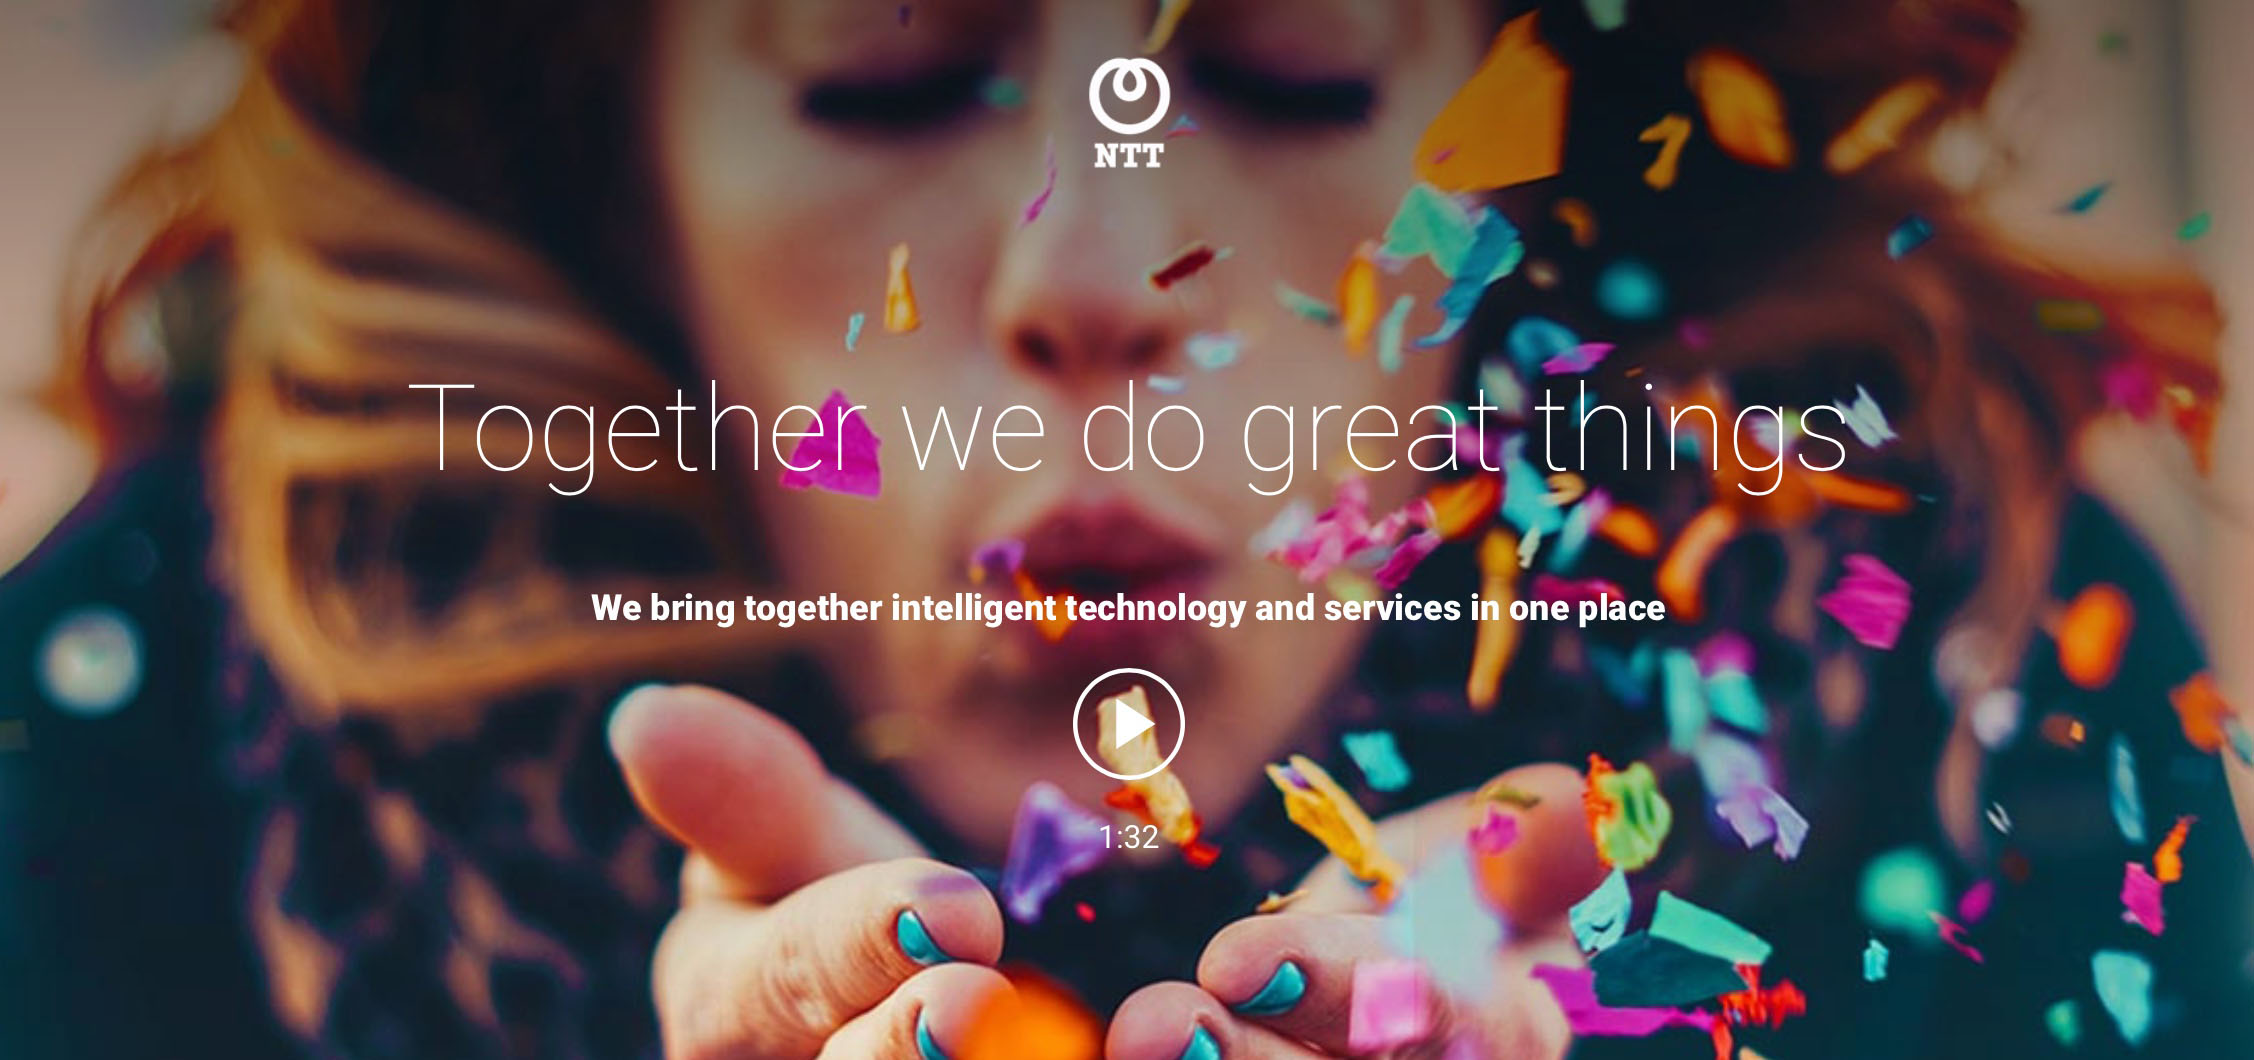 NTT
Together we do great things
We bring together intelligent technology and services in one place
1:32